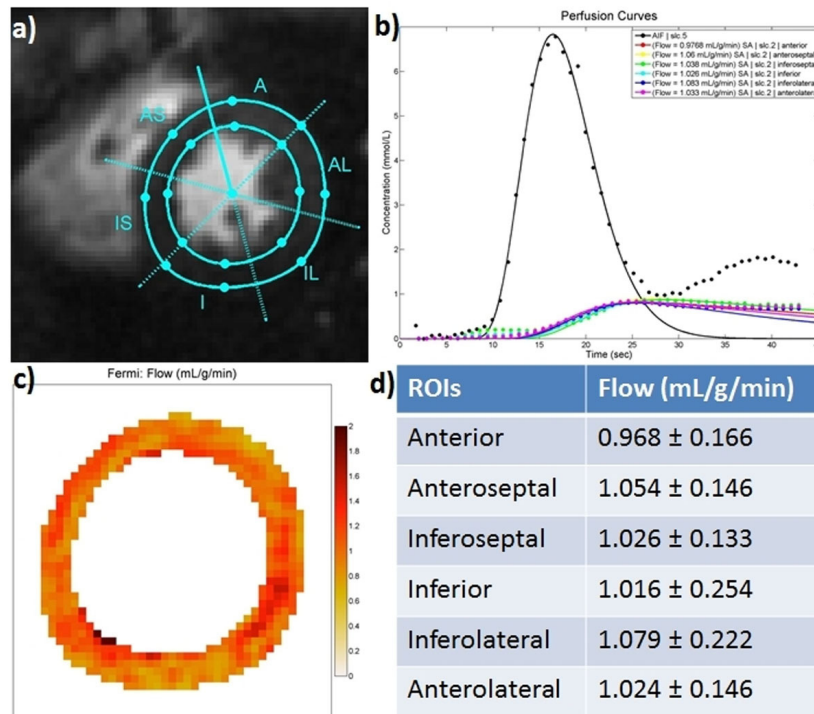 a)
A
AS
AL
IS
IL
I
b)
Perfusion Curves
AIF | slc.5
(Flow = 0.9768 mL/g/min) SA | slc.2 | anterior
(Flow = 1.06 mL/g/min) SA | slc.2 | anteroseptal
(Flow = 1.038 mL/g/min) SA | slc.2 | inferoseptal
(Flow = 1.026 mL/g/min) SA | slc.2 | inferior
(Flow = 1.083 mL/g/min) SA | slc.2 | inferolateral
(Flow = 1.033 mL/g/min) SA | slc.2 | anterolateral
Concentration (mmol/L)
7
6
5
4
3
2
1
0
0 5 10 15 20 25 30 35 40
Time (sec)
c)
Fermi: Flow (mL/g/min)
2
1.8
1.6
1.4
1.2
1
0.8
0.6
0.4
0.2
0
d)
ROIs Flow (mL/g/min)
Anterior 0.968 ± 0.166
Anteroseptal 1.054 ± 0.146
Inferoseptal 1.026 ± 0.133
Inferior 1.016 ± 0.254
Inferolateral 1.079 ± 0.222
Anterolateral 1.024 ± 0.146